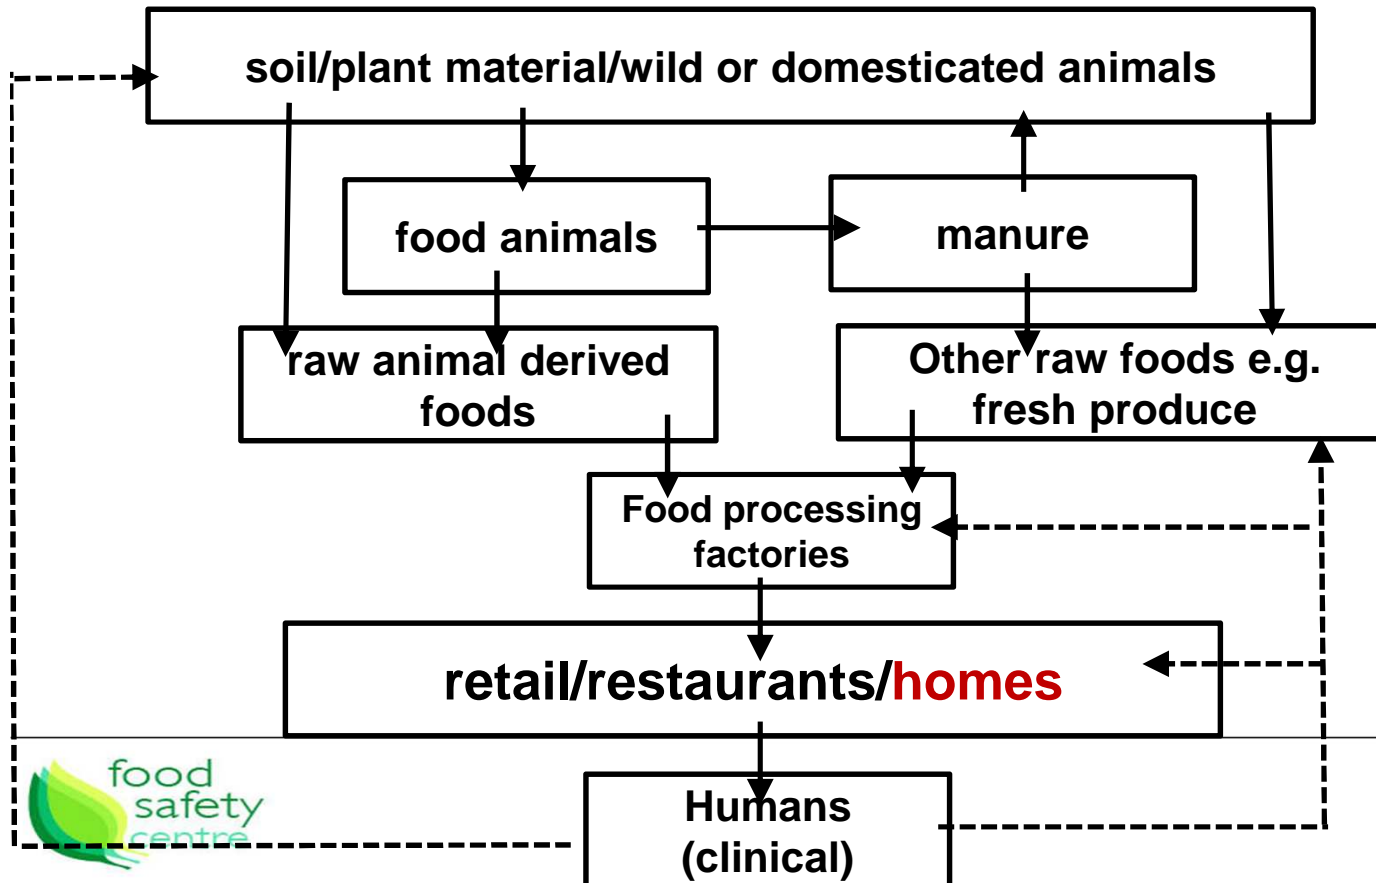 soil/plant material/wild or domesticated animals
food animals
manure
raw animal derived
foods
Other raw foods e.g.
fresh produce
Food processing
factories
retail/restaurants/homes
food
safety
centre
Humans
(clinical)